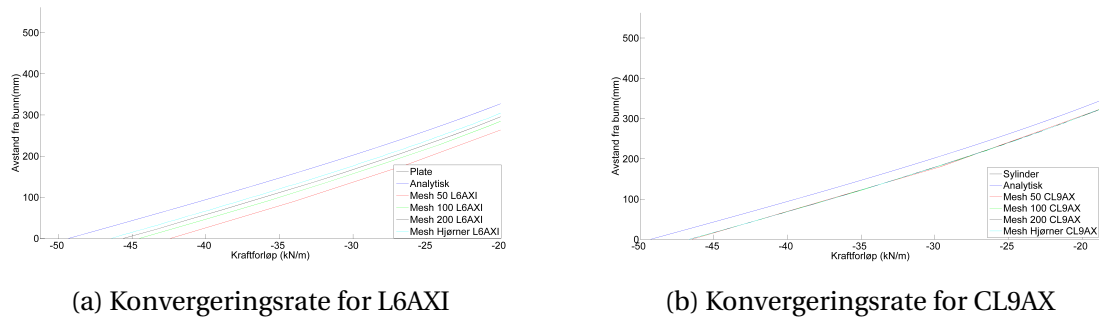 500
400
300
200
100
0
Avstand fra bunn(mm)
-50
-45
-40
-35
-30
-25
-20
Kraftforløp (kN/m)
Plate
Analytisk
Mesh 50 L6AXI
Mesh 100 L6AXI
Mesh 200 L6AXI
Mesh Hjørner L6AXI
(a) Konvergeringsrate for L6AXI
500
400
300
200
100
0
Avstand fra bunn(mm)
-50
-45
-40
-35
-30
-25
-20
Kraftforløp (kN/m)
Sylinder
Analytisk
Mesh 50 CL9AX
Mesh 100 CL9AX
Mesh 200 CL9AX
Mesh Hjørner CL9AX
(b) Konvergeringsrate for CL9AX